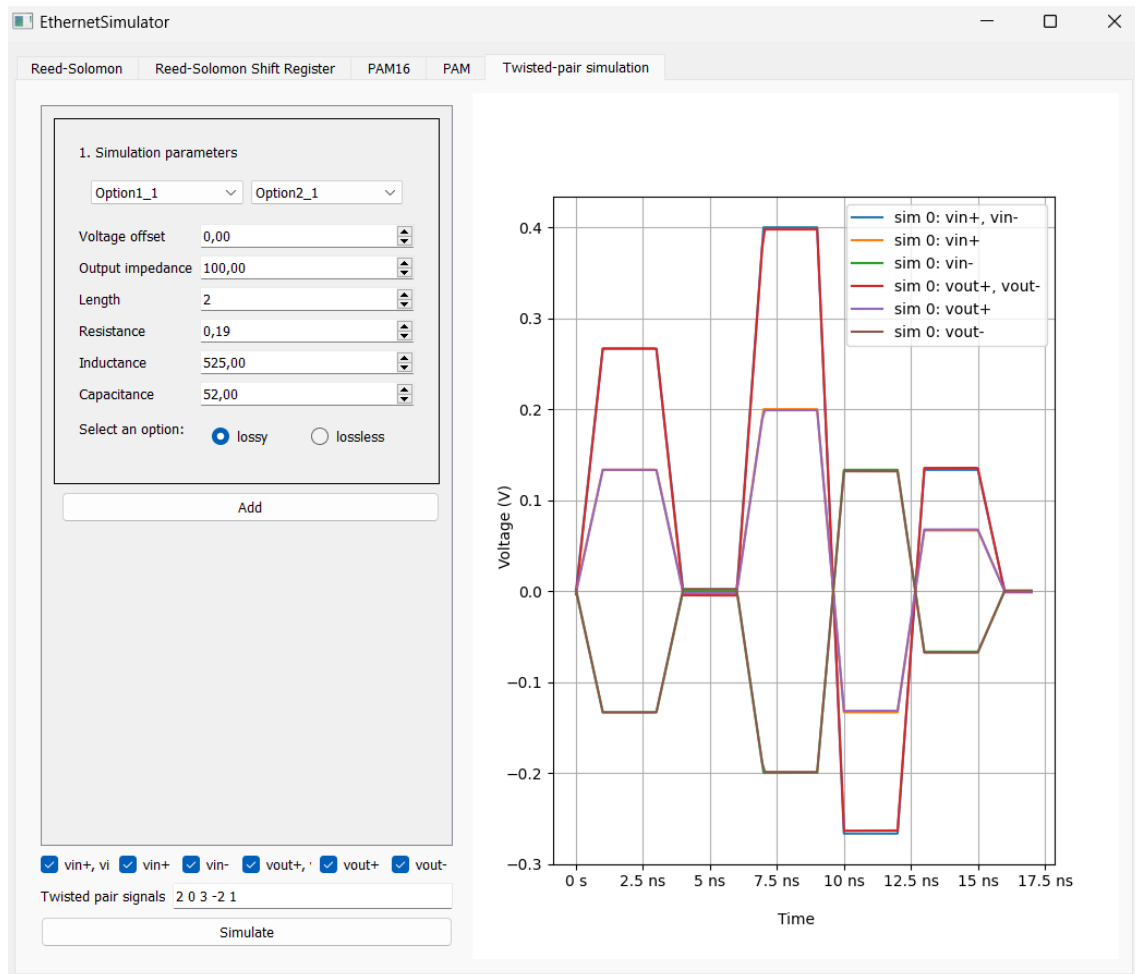 EthernetSimulator
Reed-Solomon Reed-Solomon Shift Register PAM16 PAM Twisted-pair simulation
1. Simulation parameters
Option1_1 Option2_1
Voltage offset 0,00
Output impedance 100,00
Length 2
Resistance 0,19
Inductance 525,00
Capacitance 52,00
Select an option: lossy lossless
Add
vin+, vi vin+ vin- vout+, vout+ vout-
Twisted pair signals 2 0 3 -2 1
Simulate
sim 0: vin+, vin-
sim 0: vin+
sim 0: vin-
sim 0: vout+, vout-
sim 0: vout+
sim 0: vout-
Voltage (V)
0.4
0.3
0.2
0.1
0.0
−0.1
−0.2
−0.3
0 s 2.5 ns 5 ns 7.5 ns 10 ns 12.5 ns 15 ns 17.5 ns
Time